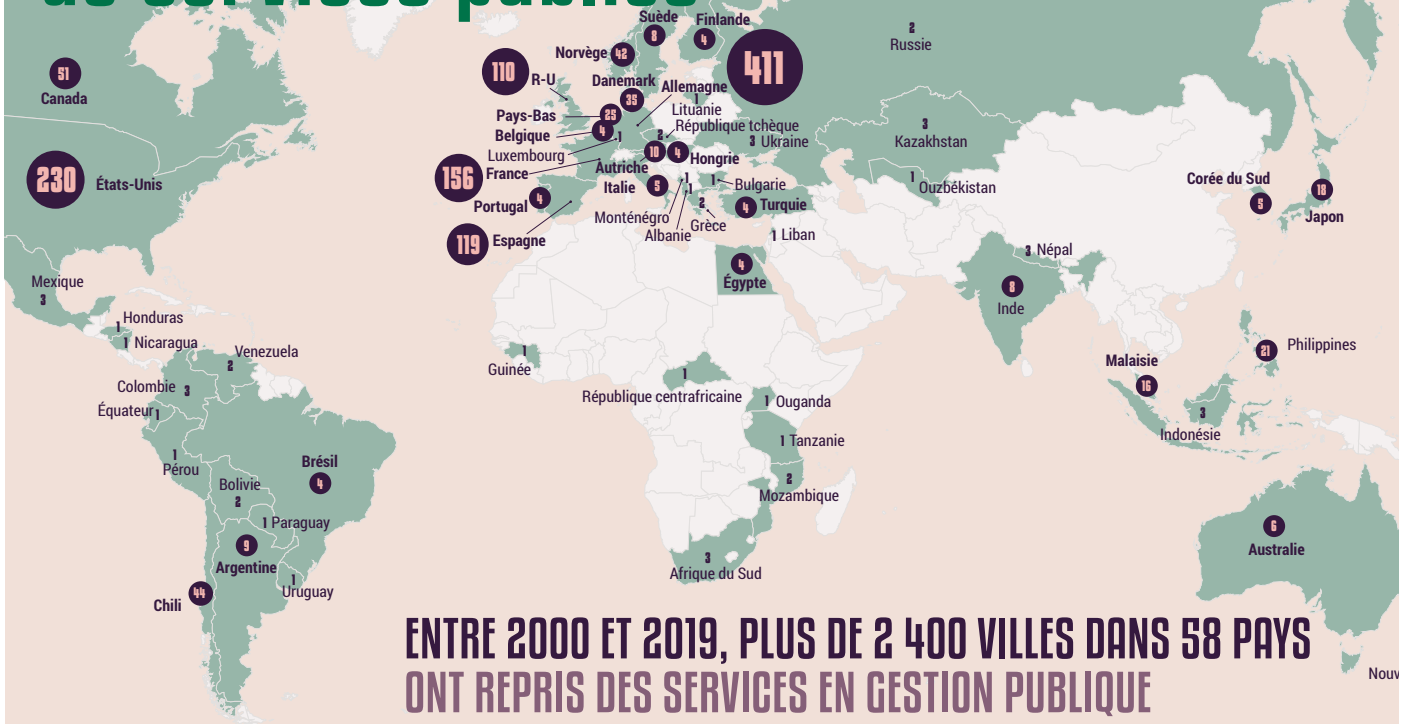 de services publics
Suède
8
Finlande
4
2
Russie
Norvège 42
411
110 R-U
51
Canada
Danemark
35
Allemagne
1
Lituanie
Pays-Bas 25
République tchèque
2
Belgique 4
1
3 Ukraine
3
Kazakhstan
Luxembourg
10
Autriche
4 Hongrie
156 France
230 États-Unis
1
Ouzbékistan
Corée du Sud
5
18
Japon
Italie 5
1
1
1 Bulgarie
Portugal 4
Monténégro
Albanie
2
Grèce
4 Turquie
119 Espagne
1 Liban
3 Népal
4
Égypte
8
Inde
Mexique
3
Honduras
1
1 Nicaragua
Venezuela
2
Colombie 3
Équateur 1
1
Guinée
1
République centrafricaine
1 Ouganda
1 Tanzanie
2
Mozambique
21 Philippines
Malaisie
16
3
Indonésie
1
Pérou
Brésil
4
Bolivie
2
1 Paraguay
9
Argentine
1
Uruguay
Chili 44
3
Afrique du Sud
6
Australie
ENTRE 2000 ET 2019, PLUS DE 2 400 VILLES DANS 58 PAYS
ONT REPRIS DES SERVICES EN GESTION PUBLIQUE
Nouv